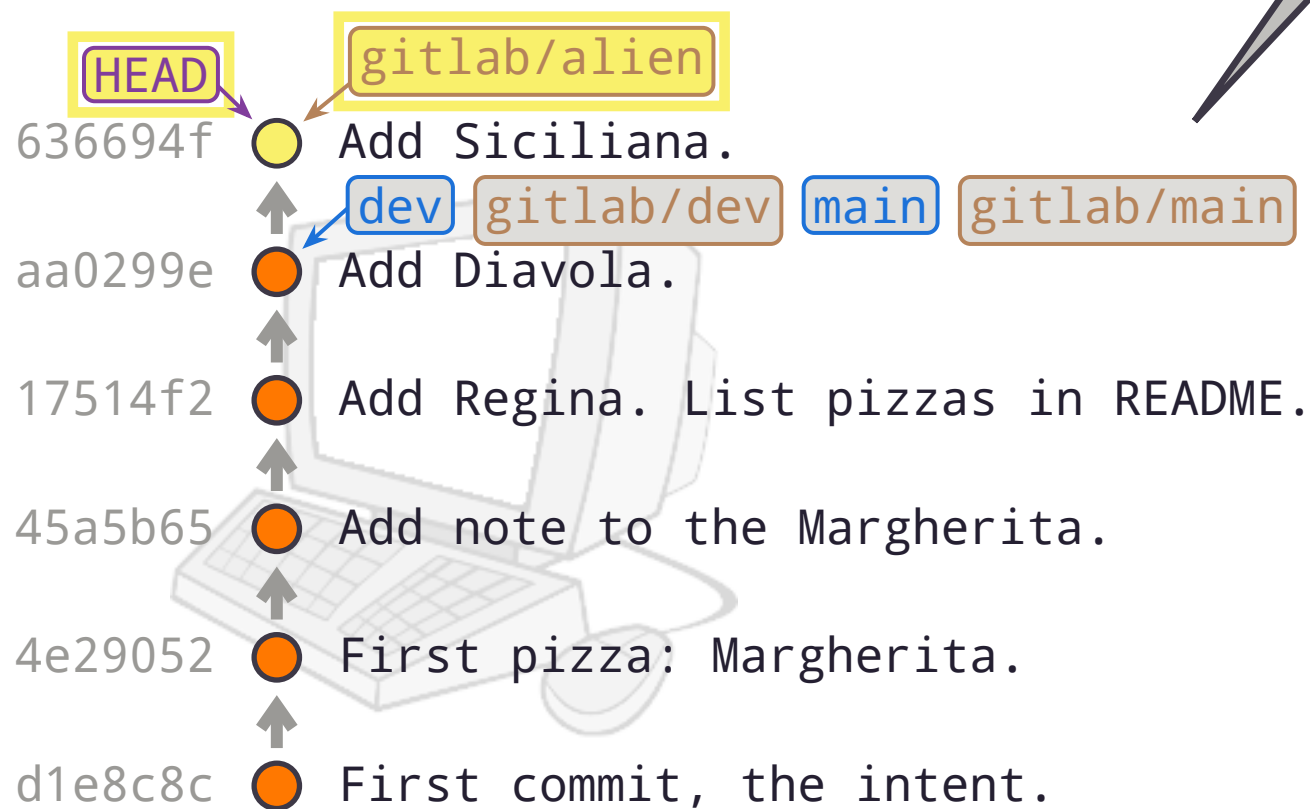 HEAD gitlab/alien
636694f Add Siciliana.
dev gitlab/dev main gitlab/main
aa0299e Add Diavola.
17514f2 Add Regina. List pizzas in README.
45a5b65 Add note to the Margherita.
4e29052 First pizza: Margherita.
d1e8c8c First commit, the intent.